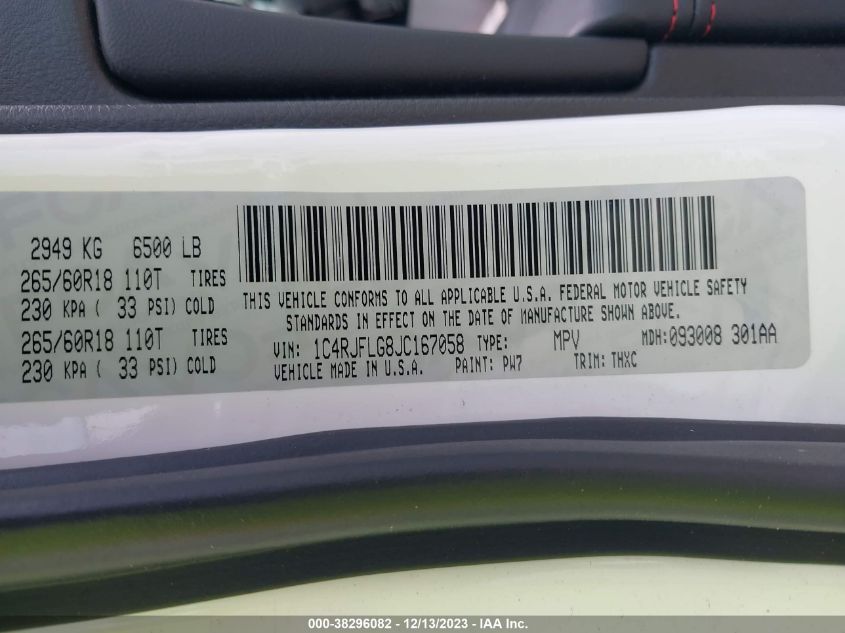 2949 KG 6500 LB
265/60R18 110T TIRES
230 KPA ( 33 PSI) COLD
265/60R18 110T TIRES
230 KPA ( 33 PSI) COLD
THIS VEHICLE CONFORMS TO ALL APPLICABLE U.S.A. FEDERAL MOTOR VEHICLE SAFETY
STANDARDS IN EFFECT ON THE DATE OF MANUFACTURE SHOWN ABOVE.
VIN: 1C4RJFLG8JC167058 TYPE: MPV MDH:093008 301AA
VEHICLE MADE IN U.S.A. PAINT: PW7 TRIM: THXC
000-38296082 - 12/13/2023 - IAA Inc.